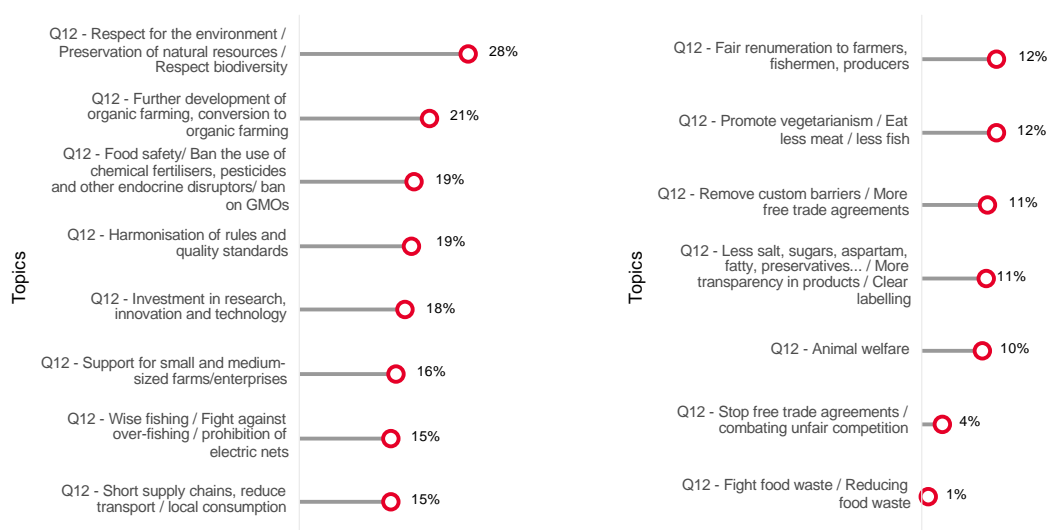 Topics
Q12 - Respect for the environment /
Preservation of natural resources /
Respect biodiversity
28%
Q12 - Further development of
organic farming, conversion to
organic farming
21%
Q12 - Food safety/ Ban the use of
chemical fertilisers, pesticides
and other endocrine disruptors/ ban
on GMOs
19%
Q12 - Harmonisation of rules and
quality standards
19%
Q12 - Investment in research,
innovation and technology
18%
Q12 - Support for small and medium-
sized farms/enterprises
16%
Q12 - Wise fishing / Fight against
over-fishing / prohibition of
electric nets
15%
Q12 - Short supply chains, reduce
transport / local consumption
15%
Topics
Q12 - Fair renumeration to farmers,
fishermen, producers
12%
Q12 - Promote vegetarianism / Eat
less meat / less fish
12%
Q12 - Remove custom barriers / More
free trade agreements
11%
Q12 - Less salt, sugars, aspartam,
fatty, preservatives... / More
transparency in products / Clear
labelling
11%
Q12 - Animal welfare
10%
Q12 - Stop free trade agreements /
combating unfair competition
4%
Q12 - Fight food waste / Reducing
food waste
1%